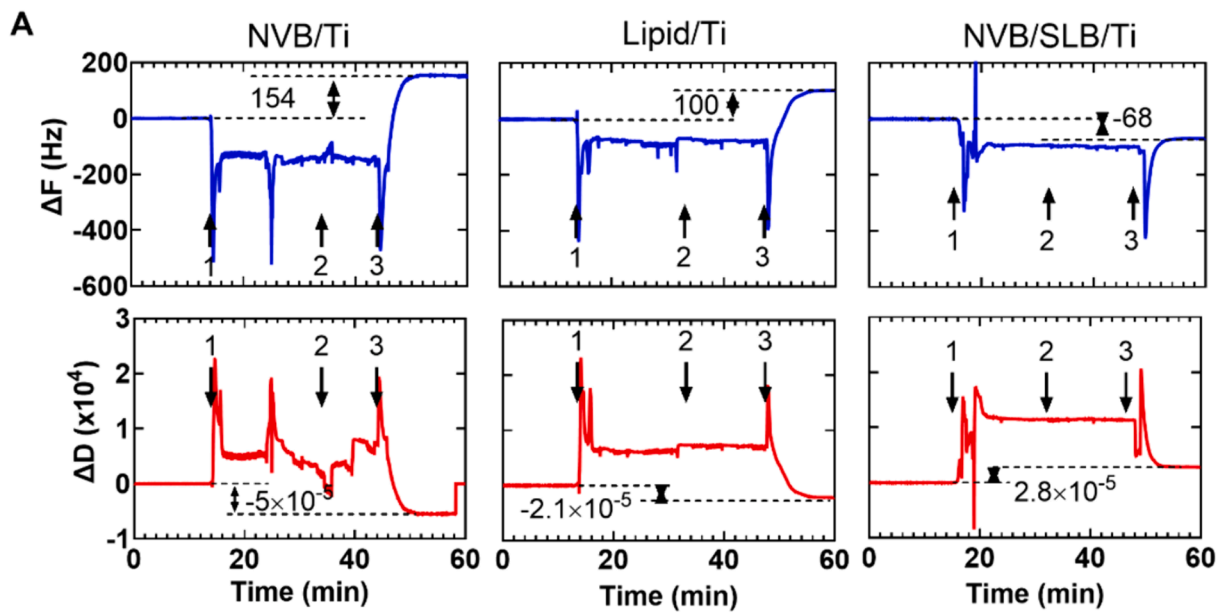 A
NVB/Ti
Lipid/Ti
NVB/SLB/Ti
ΔF (Hz)
200
0
-200
-400
-600
154
1
2
3
100
1
2
3
-68
1
2
3
ΔD (x10⁴)
3
2
1
0
-1
1
2
3
-5×10⁻⁵
1
2
3
-2.1×10⁻⁵
1
2
3
2.8×10⁻⁵
0 20 40 60
0 20 40 60
0 20 40 60
Time (min)
Time (min)
Time (min)